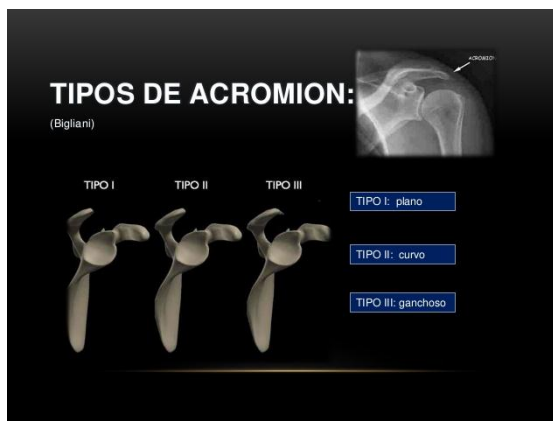 ACROMION
TIPOS DE ACROMION:
(Bigliani)
TIPO I
TIPO II
TIPO III
TIPO I: plano
TIPO II: curvo
TIPO III: ganchoso